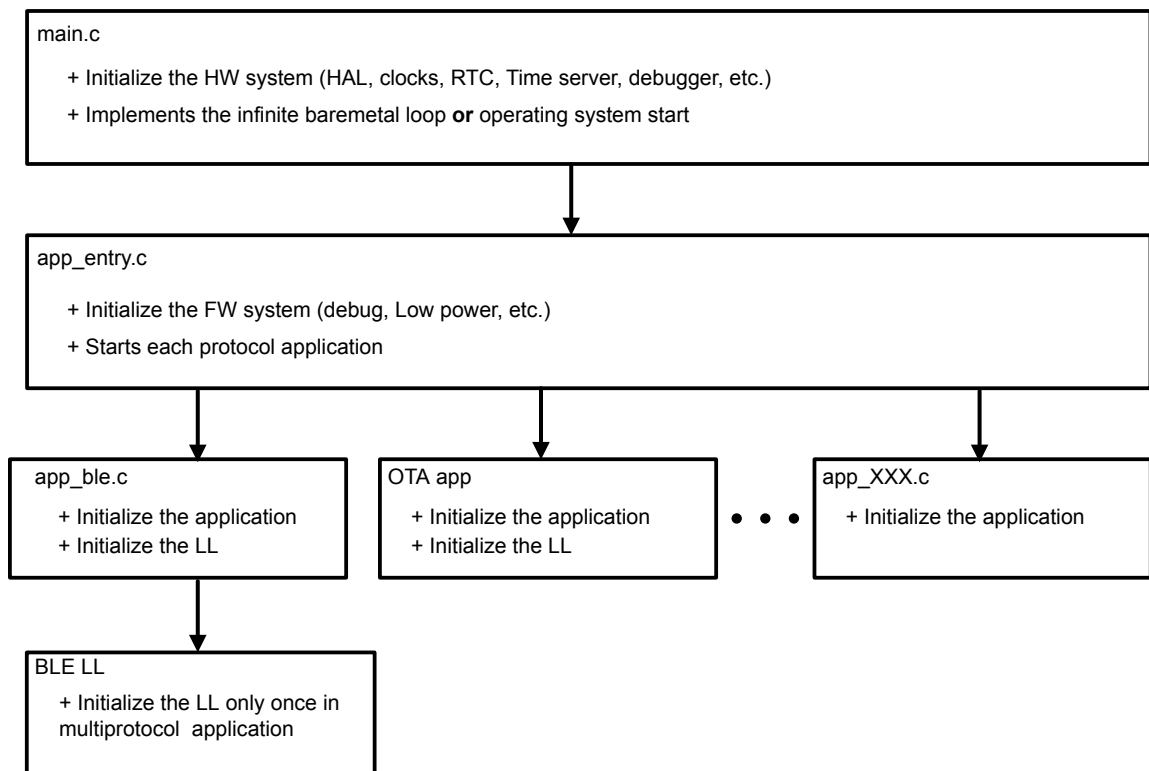 main.c
+ Initialize the HW system (HAL, clocks, RTC, Time server, debugger, etc.)
+ Implements the infinite baremetal loop or operating system start
app_entry.c
+ Initialize the FW system (debug, Low power, etc.)
+ Starts each protocol application
app_ble.c
+ Initialize the application
+ Initialize the LL
OTA app
+ Initialize the application
+ Initialize the LL
app_XXX.c
+ Initialize the application
BLE LL
+ Initialize the LL only once in
multiprotocol application